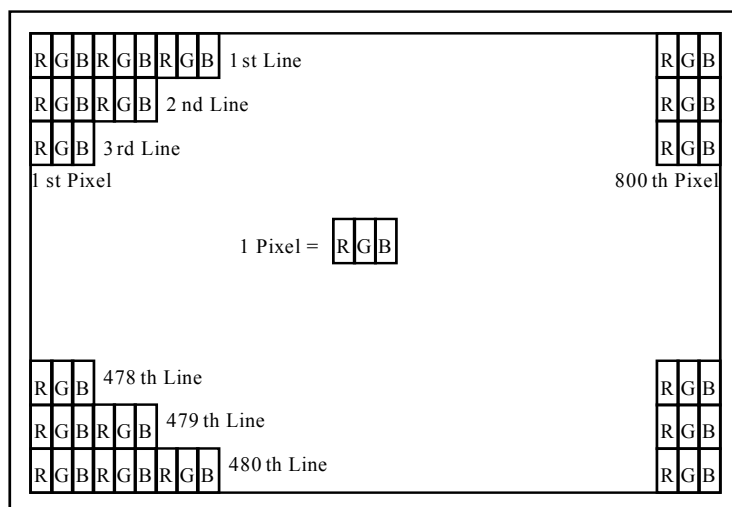 R G B R G B R G B 1 st Line R G B
R G B R G B 2 nd Line R G B
R G B 3 rd Line R G B
1 st Pixel 800 th Pixel
1 Pixel = R G B
R G B 478 th Line R G B
R G B R G B 479 th Line R G B
R G B R G B R G B 480 th Line R G B